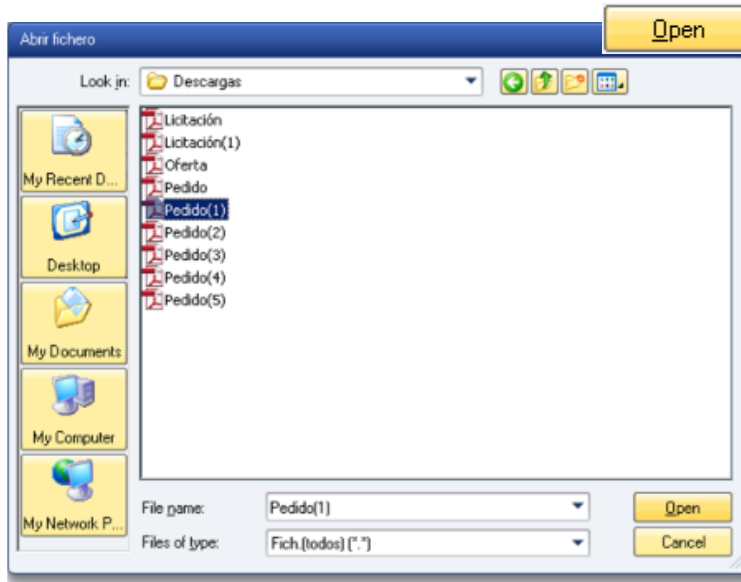 Open
Abrir fichero
Look in: Descargas
My Recent D...
Desktop
My Documents
My Computer
My Network P...
Licitación
Licitación(1)
Oferta
Pedido
Pedido(1)
Pedido(2)
Pedido(3)
Pedido(4)
Pedido(5)
File name: Pedido(1) Open
Files of type: Fich.(todos) (*.*) Cancel